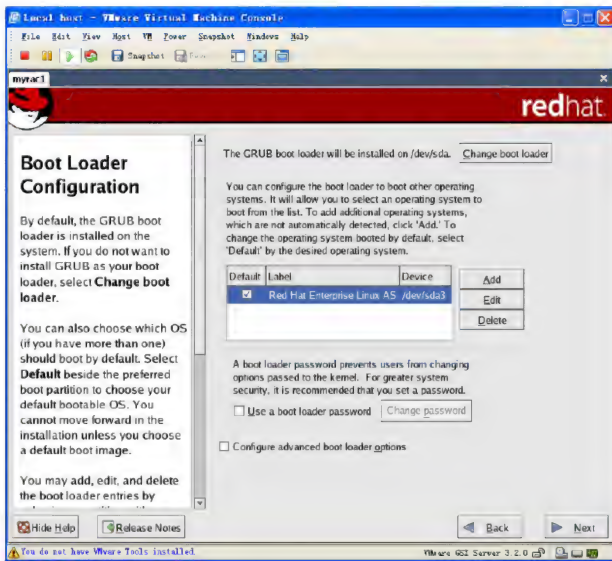 Local host - VMware Virtual Machine Console
File Edit View Host VM Power Snapshot Windows Help
Snapshot
myrac1
redhat.
Boot Loader
Configuration
By default, the GRUB boot
loader is installed on the
system. If you do not want to
install GRUB as your boot
loader, select Change boot
loader.
You can also choose which OS
(if you have more than one)
should boot by default. Select
Default beside the preferred
boot partition to choose your
default bootable OS. You
cannot move forward in the
installation unless you choose
a default boot image.
You may add, edit, and delete
the boot loader entries by
The GRUB boot loader will be installed on /dev/sda. Change boot loader
You can configure the boot loader to boot other operating
systems. It will allow you to select an operating system to
boot from the list. To add additional operating systems,
which are not automatically detected, click 'Add.' To
change the operating system booted by default, select
'Default' by the desired operating system.
Default Label Device
Red Hat Enterprise Linux AS /dev/sda3
Add
Edit
Delete
A boot loader password prevents users from changing
options passed to the kernel. For greater system
security, it is recommended that you set a password.
Use a boot loader password Change password
Configure advanced boot loader options
Hide Help Release Notes Back Next
You do not have VMware Tools installed. VMware GSX Server 3.2.0